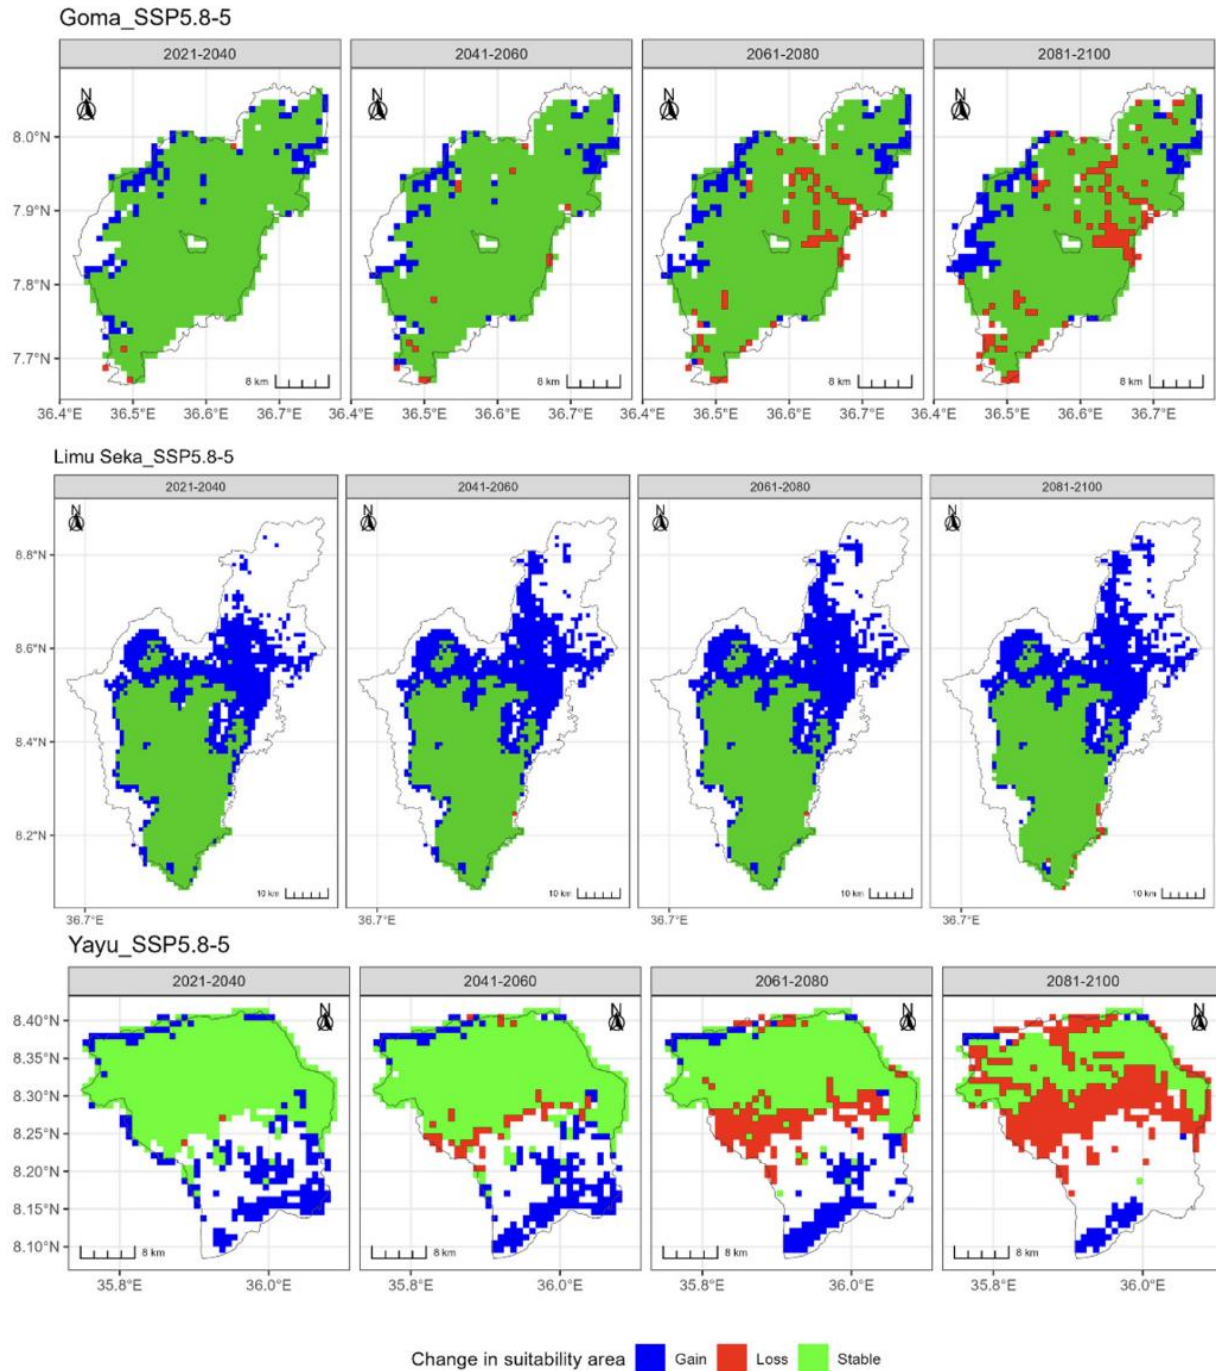 Goma_SSP5.8-5
2021-2040 2041-2060 2061-2080 2081-2100
N N N N
8.0°N
7.9°N
7.8°N
7.7°N
8 km 8 km 8 km 8 km
36.4°E 36.5°E 36.6°E 36.7°E 36.4°E 36.5°E 36.6°E 36.7°E 36.4°E 36.5°E 36.6°E 36.7°E 36.4°E 36.5°E 36.6°E 36.7°E
Limu Seka_SSP5.8-5
2021-2040 2041-2060 2061-2080 2081-2100
N N N N
8.8°N
8.6°N
8.4°N
8.2°N
10 km 10 km 10 km 10 km
36.7°E 36.7°E 36.7°E 36.7°E
Yayu_SSP5.8-5
2021-2040 2041-2060 2061-2080 2081-2100
N N N N
8.40°N
8.35°N
8.30°N
8.25°N
8.20°N
8.15°N
8.10°N
8 km 8 km 8 km 8 km
35.8°E 36.0°E 35.8°E 36.0°E 35.8°E 36.0°E 35.8°E 36.0°E
Change in suitability area Gain Loss Stable